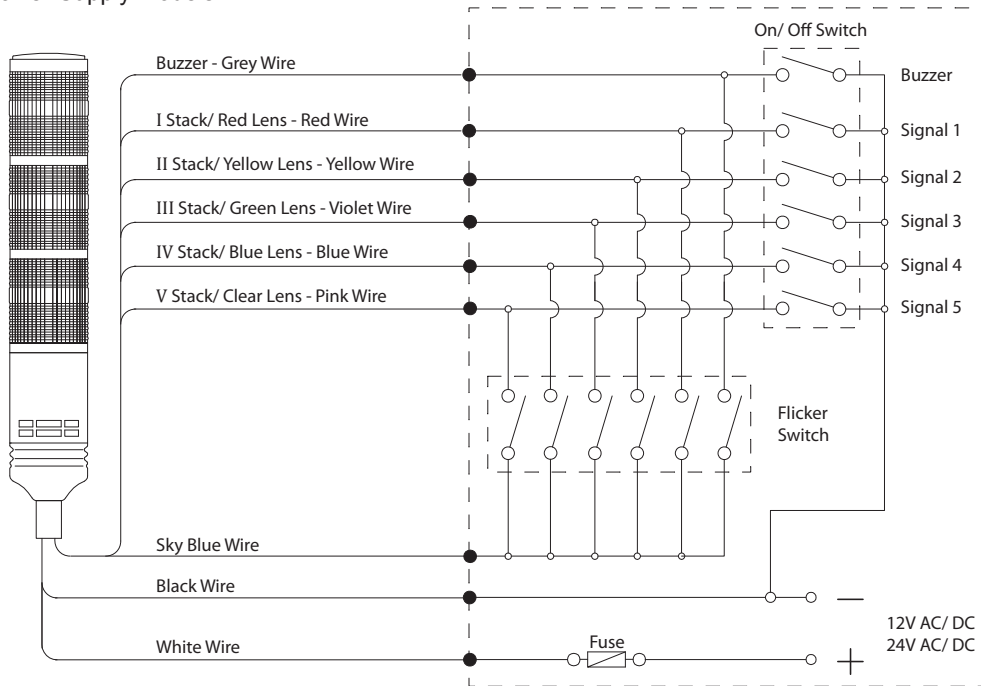 On/ Off Switch
Buzzer - Grey Wire
Buzzer
I Stack/ Red Lens - Red Wire
Signal 1
II Stack/ Yellow Lens - Yellow Wire
Signal 2
III Stack/ Green Lens - Violet Wire
Signal 3
IV Stack/ Blue Lens - Blue Wire
Signal 4
V Stack/ Clear Lens - Pink Wire
Signal 5
Flicker
Switch
Sky Blue Wire
Black Wire
–
12V AC/ DC
24V AC/ DC
White Wire
Fuse
+